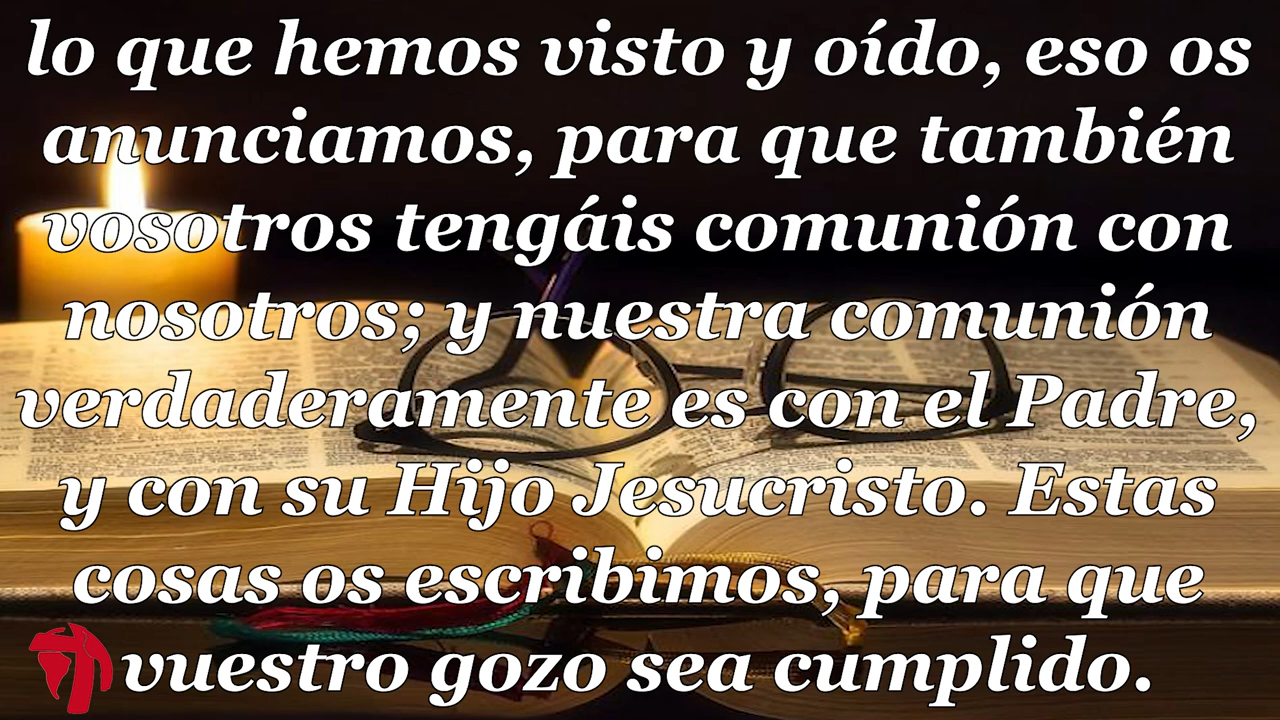 lo que hemos visto y oído, eso os
anunciamos, para que también
vosotros tengáis comunión con
nosotros; y nuestra comunión
verdaderamente es con el Padre,
y con su Hijo Jesucristo. Estas
cosas os escribimos, para que
vuestro gozo sea cumplido.